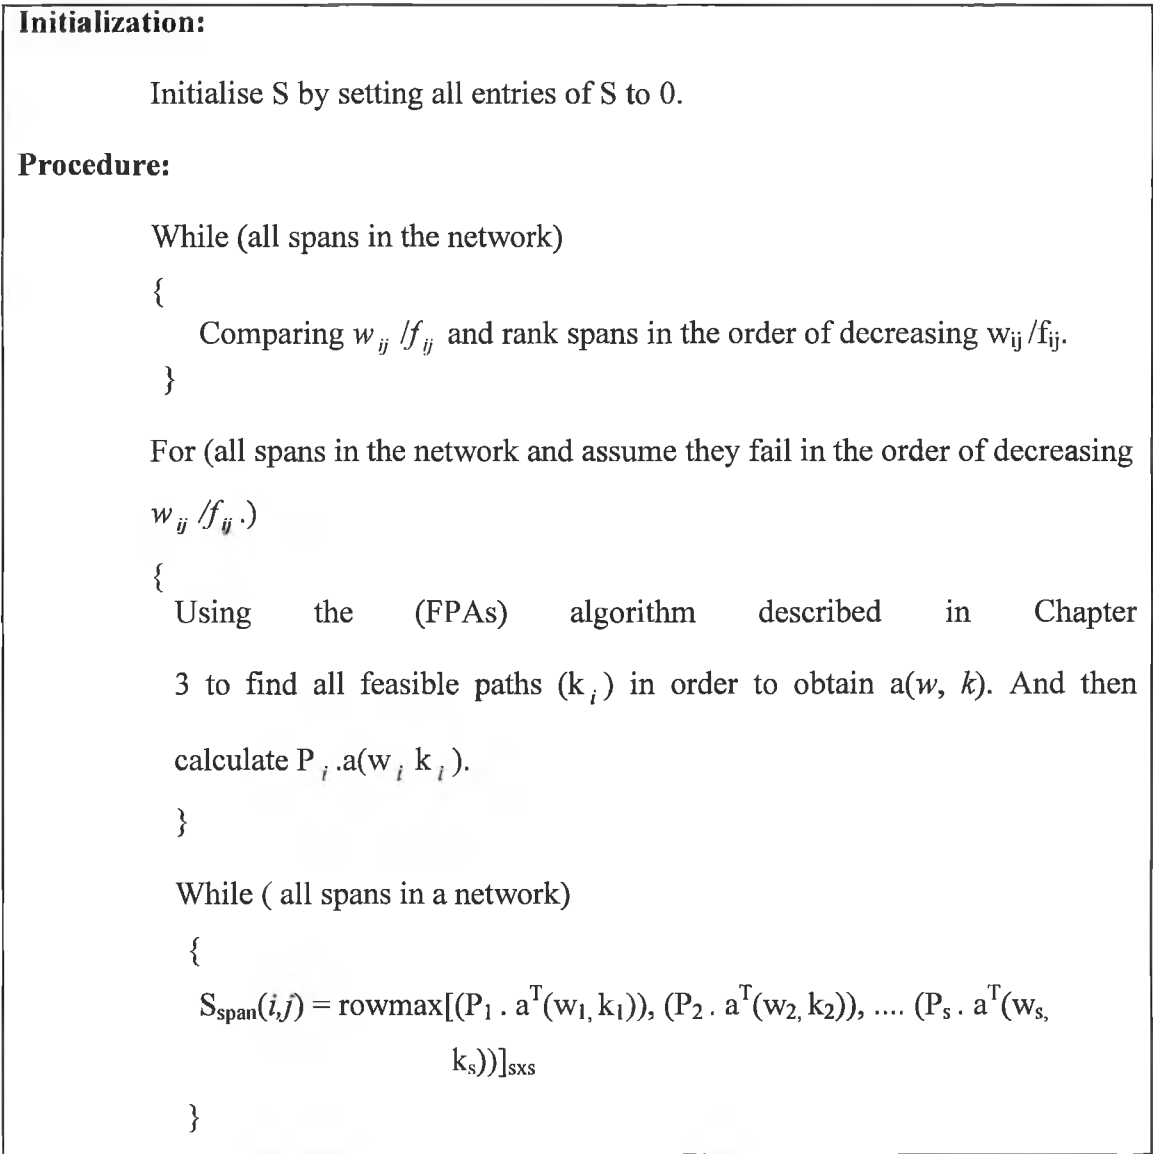 Initialization:
Initialise S by setting all entries of S to 0.
Procedure:
While (all spans in the network)
{
Comparing w ij /f ij and rank spans in the order of decreasing wij /fij.
}
For (all spans in the network and assume they fail in the order of decreasing
w ij /f ij .)
{
Using the (FPAs) algorithm described in Chapter
3 to find all feasible paths (k i ) in order to obtain a(w, k). And then
calculate P i .a(w i k i ).
}
While ( all spans in a network)
{
Sspan(i,j) = rowmax[(P1 . aT(w1, k1)), (P2 . aT(w2, k2)), .... (Ps . aT(ws,
ks))]sxs
}